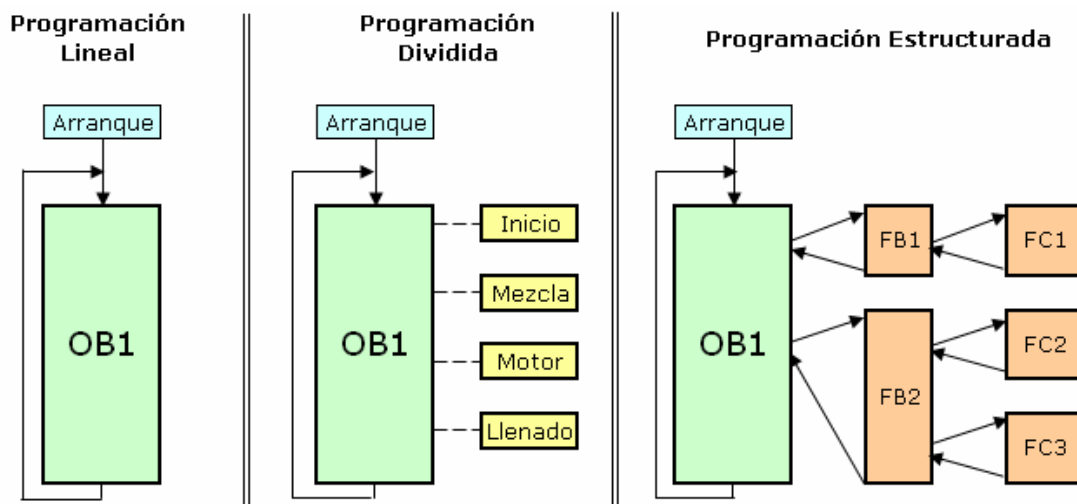 Programación
Lineal
Arranque
OB1
Programación
Dividida
Arranque
OB1
Inicio
Mezcla
Motor
Llenado
Programación Estructurada
Arranque
OB1
FB1
FC1
FB2
FC2
FC3